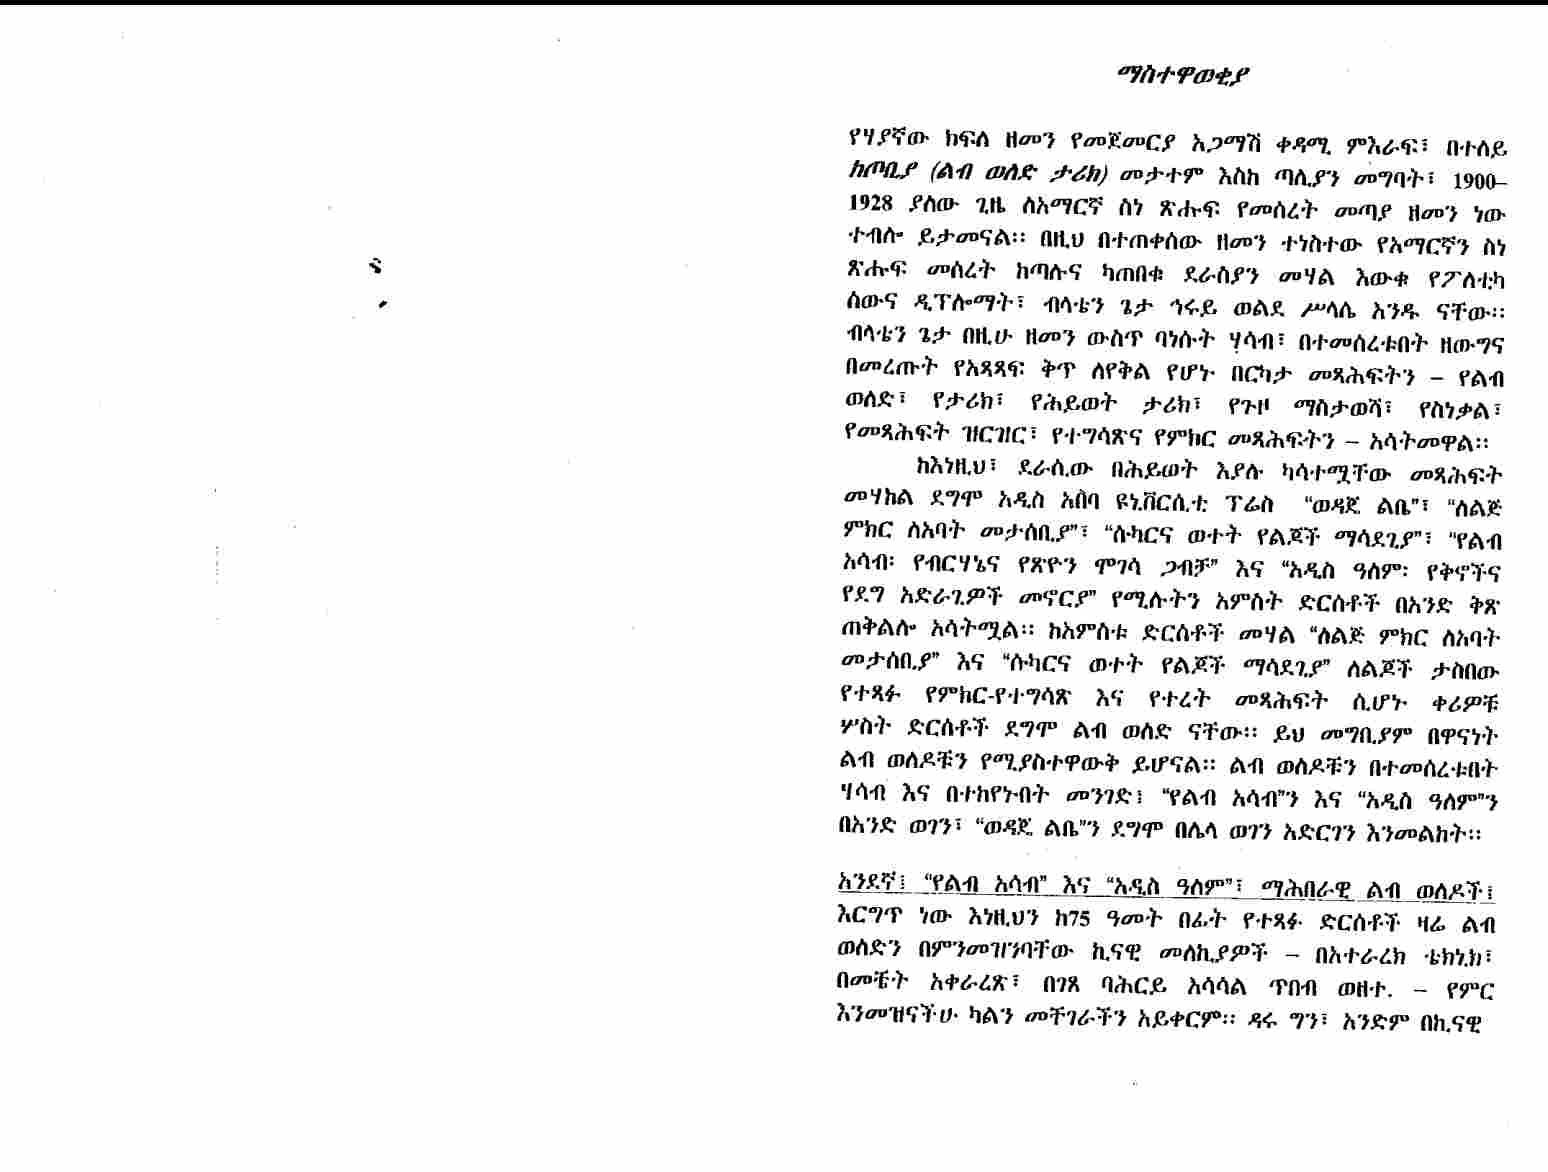 ማስተዋወቂያ
የሃያኛው ክፍለ ዘመን የመጀመርያ አጋማሽ ቀዳሚ ምእራፍ፣ በተለይ
ከጦቢያ (ልብ ወለድ ታሪክ) መታተም እስከ ጣሊያን መግባት፣ 1900–
1928 ያለው ጊዜ ለአማርኛ ስነ ጽሑፍ የመሰረት መጣያ ዘመን ነው
ተብሎ ይታመናል። በዚህ በተጠቀሰው ዘመን ተነስተው የአማርኛን ስነ
ጽሑፍ መሰረት ከጣሉና ካጠበቁ ደራስያን መሃል እውቁ የፖለቲካ
ሰውና ዲፕሎማት፣ ብላቴን ጌታ ኅሩይ ወልደ ሥላሴ አንዱ ናቸው።
ብላቴን ጌታ በዚሁ ዘመን ውስጥ ባነሱት ሃሳብ፣ በተመሰረቱበት ዘውግና
በመረጡት የአጻጻፍ ቅጥ ለየቅል የሆኑ በርካታ መጻሕፍትን – የልብ
ወለድ፣ የታሪክ፣ የሕይወት ታሪክ፣ የጉዞ ማስታወሻ፣ የስነቃል፣
የመጻሕፍት ዝርዝር፣ የተግሳጽና የምክር መጻሕፍትን – አሳትመዋል።
ከእነዚህ፣ ደራሲው በሕይወት እያሉ ካሳተሟቸው መጻሕፍት
መሃከል ደግሞ አዲስ አበባ ዩኒቨርሲቲ ፕሬስ “ወዳጄ ልቤ”፣ “ለልጅ
ምክር ለአባት መታሰቢያ”፣ “ሱካርና ወተት የልጆች ማሳደጊያ”፣ “የልብ
አሳብ፡ የብርሃኔና የጽዮን ሞገሳ ጋብቻ” እና “አዲስ ዓለም፡ የቅኖችና
የደግ አድራጊዎች መኖርያ” የሚሉትን አምስት ድርሰቶች በአንድ ቅጽ
ጠቅልሎ አሳትሟል። ከአምስቱ ድርሰቶች መሃል “ለልጅ ምክር ለአባት
መታሰቢያ” እና “ሱካርና ወተት የልጆች ማሳደጊያ” ለልጆች ታስበው
የተጻፉ የምክር-የተግሳጽ እና የተረት መጻሕፍት ሲሆኑ ቀሪዎቹ
ሦስት ድርሰቶች ደግሞ ልብ ወለድ ናቸው። ይህ መግቢያም በዋናነት
ልብ ወለዶቹን የሚያስተዋውቅ ይሆናል። ልብ ወለዶቹን በተመሰረቱበት
ሃሳብ እና በተከየኑበት መንገድ፤ “የልብ አሳብ”ን እና “አዲስ ዓለም”ን
በአንድ ወገን፣ “ወዳጄ ልቤ”ን ደግሞ በሌላ ወገን አድርገን እንመልከት።
አንደኛ፤ “የልብ አሳብ” እና “አዲስ ዓለም”፣ ማሕበራዊ ልብ ወለዶች፤
እርግጥ ነው እነዚህን ከ75 ዓመት በፊት የተጻፉ ድርሰቶች ዛሬ ልብ
ወለድን በምንመዝንባቸው ኪናዊ መለኪያዎች – በአተራረክ ቴክኒክ፣
በመቼት አቀራረጽ፣ በገጸ ባሕርይ አሳሳል ጥበብ ወዘተ. – የምር
እንመዝናችሁ ካልን መቸገራችን አይቀርም። ዳሩ ግን፣ አንድም በኪናዊ